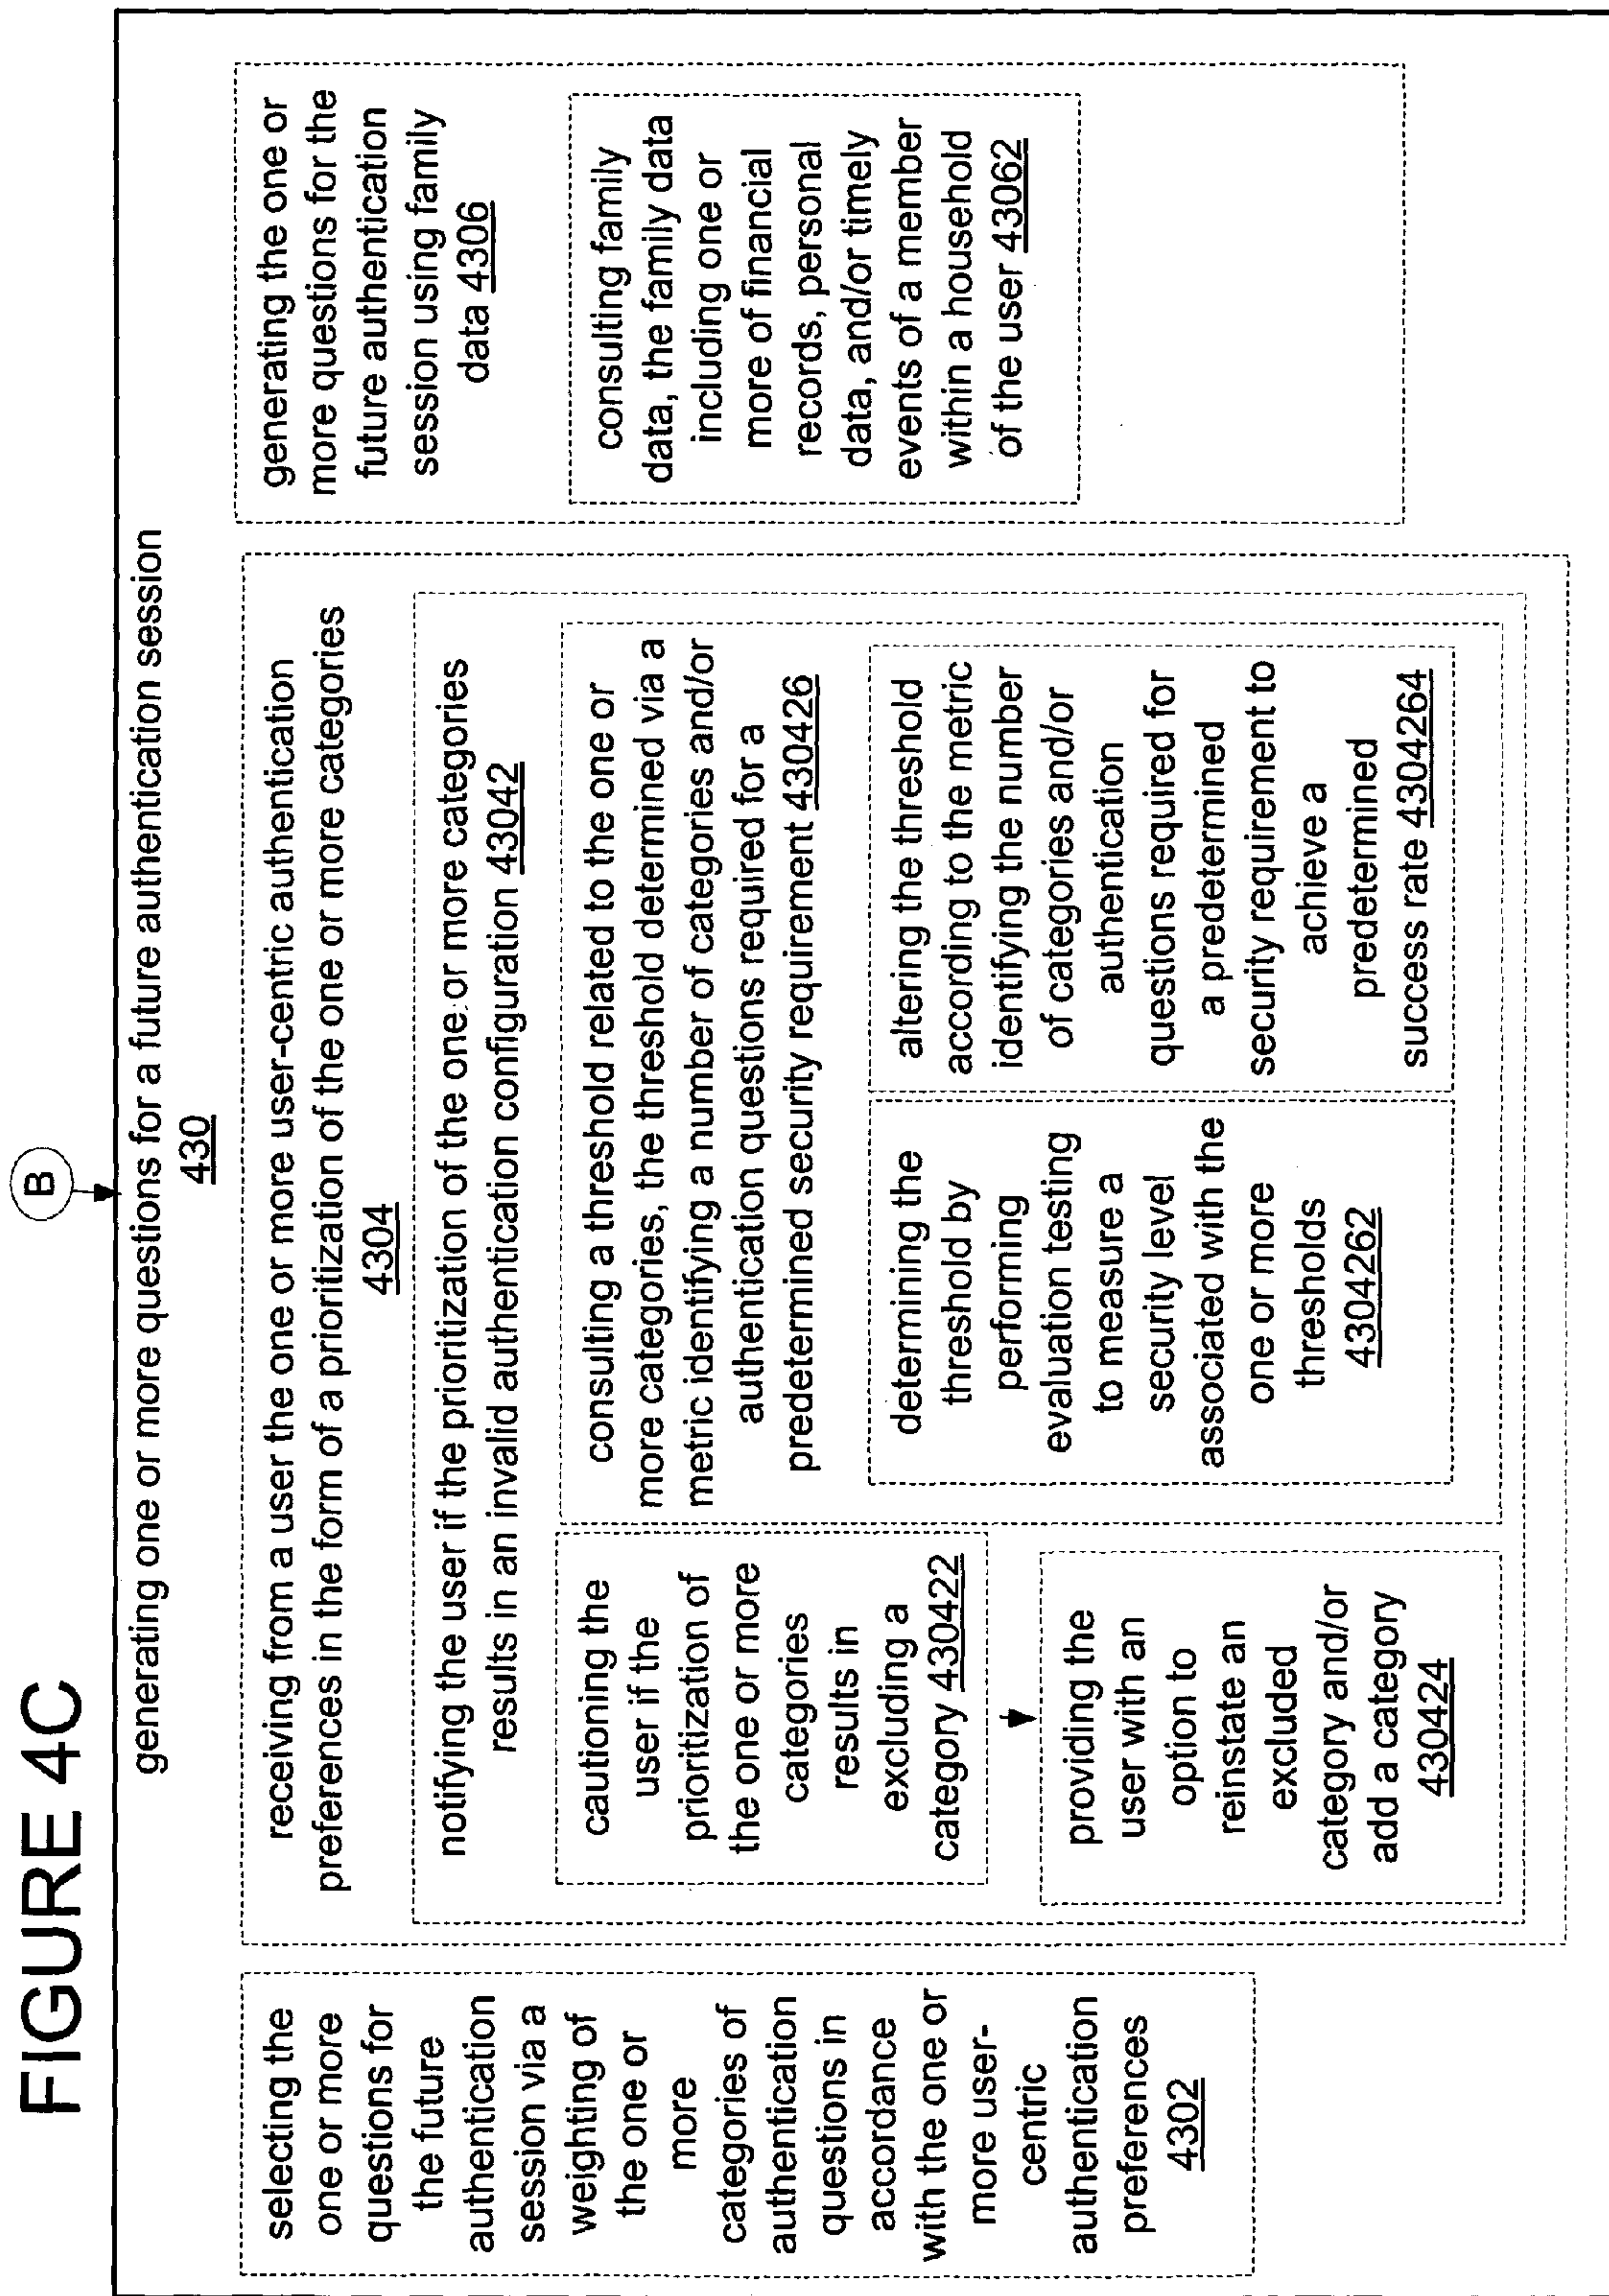 FIGURE 4C
B
generating one or more questions for a future authentication session
430
selecting the
one or more
questions for
the future
authentication
session via a
weighting of
the one or
more
categories of
authentication
questions in
accordance
with the one or
more user-
centric
authentication
preferences
4302
receiving from a user the one or more user-centric authentication
preferences in the form of a prioritization of the one or more categories
4304
notifying the user if the prioritization of the one or more categories
results in an invalid authentication configuration 43042
cautioning the
user if the
prioritization of
the one or more
categories
results in
excluding a
category 430422
providing the
user with an
option to
reinstate an
excluded
category and/or
add a category
430424
consulting a threshold related to the one or
more categories, the threshold determined via a
metric identifying a number of categories and/or
authentication questions required for a
predetermined security requirement 430426
determining the
threshold by
performing
evaluation testing
to measure a
security level
associated with the
one or more
thresholds
4304262
altering the threshold
according to the metric
identifying the number
of categories and/or
authentication
questions required for
a predetermined
security requirement to
achieve a
predetermined
success rate 4304264
generating the one or
more questions for the
future authentication
session using family
data 4306
consulting family
data, the family data
including one or
more of financial
records, personal
data, and/or timely
events of a member
within a household
of the user 43062